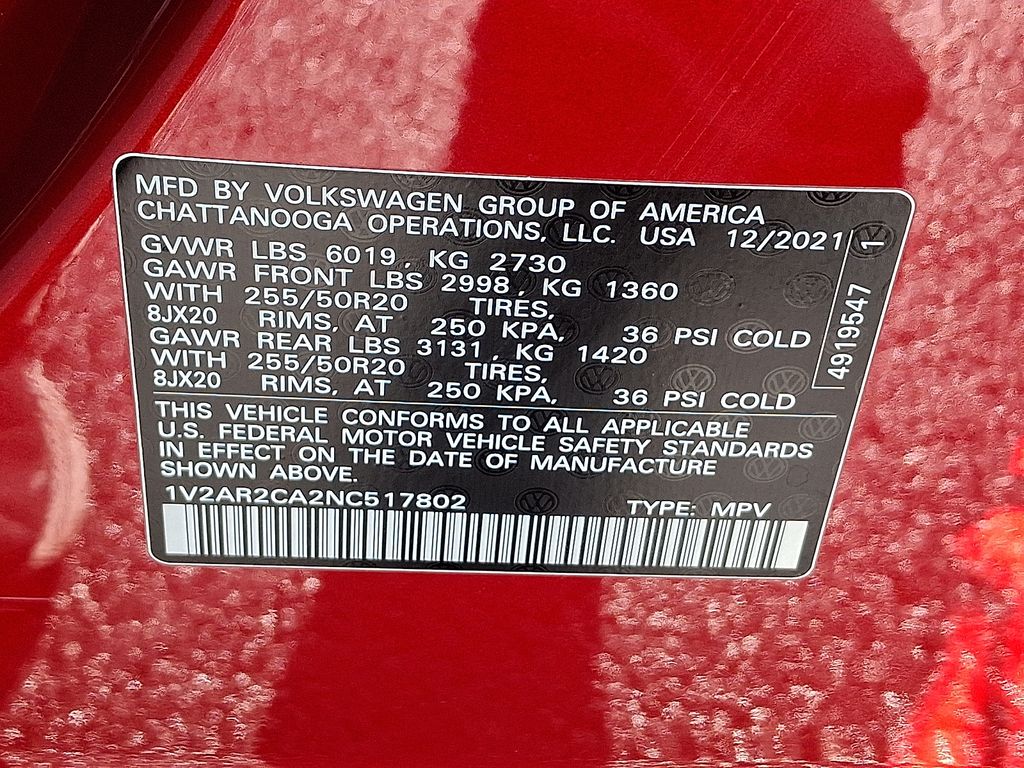 MFD BY VOLKSWAGEN GROUP OF AMERICA
CHATTANOOGA OPERATIONS, LLC. USA 12/2021
GVWR LBS 6019, KG 2730
GAWR FRONT LBS 2998, KG 1360
WITH 255/50R20 TIRES,
8JX20 RIMS, AT 250 KPA, 36 PSI COLD
GAWR REAR LBS 3131, KG 1420
WITH 255/50R20 TIRES,
8JX20 RIMS, AT 250 KPA, 36 PSI COLD
4919547 1
THIS VEHICLE CONFORMS TO ALL APPLICABLE
U.S. FEDERAL MOTOR VEHICLE SAFETY STANDARDS
IN EFFECT ON THE DATE OF MANUFACTURE
SHOWN ABOVE.
1V2AR2CA2NC517802 TYPE: MPV